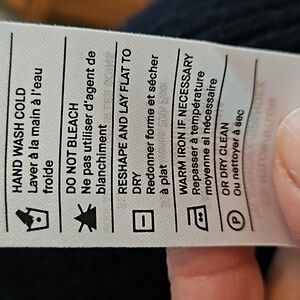 HAND WASH COLD
Laver à la main à l'eau
froide
DO NOT BLEACH
Ne pas utiliser d'agent de
blanchiment
RESHAPE AND LAY FLAT TO
DRY
Redonner forme et sécher
à plat
WARM IRON IF NECESSARY
Repasser à température
moyenne si nécessaire
OR DRY CLEAN
Ou nettoyer à sec
P